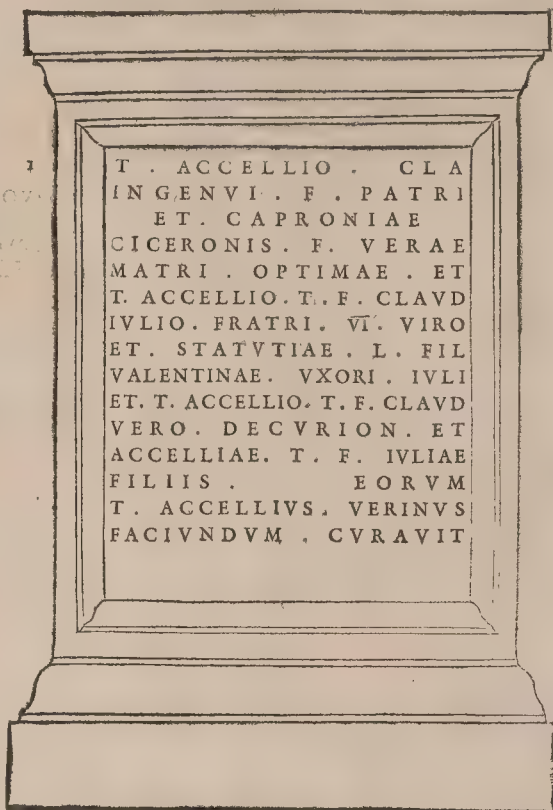 1
T . ACCELLIO . CLA
INGENVI . F . PATRI
ET . CAPRONIAE
CICERONIS . F . VERAE
MATRI . OPTIMAE . ET
T. ACCELLIO. T. F. CLAVD
IVLIO . FRATRI . V̅I̅ . VIRO
ET . STATVTIAE . L . FIL
VALENTINAE. VXORI . IVLI
ET. T. ACCELLIO. T. F. CLAVD
VERO. DECVRION. ET
ACCELLIAE. T. F. IVLIAE
FILIIS . EORVM
T. ACCELLIVS. VERINVS
FACIVNDVM . CVRAVIT